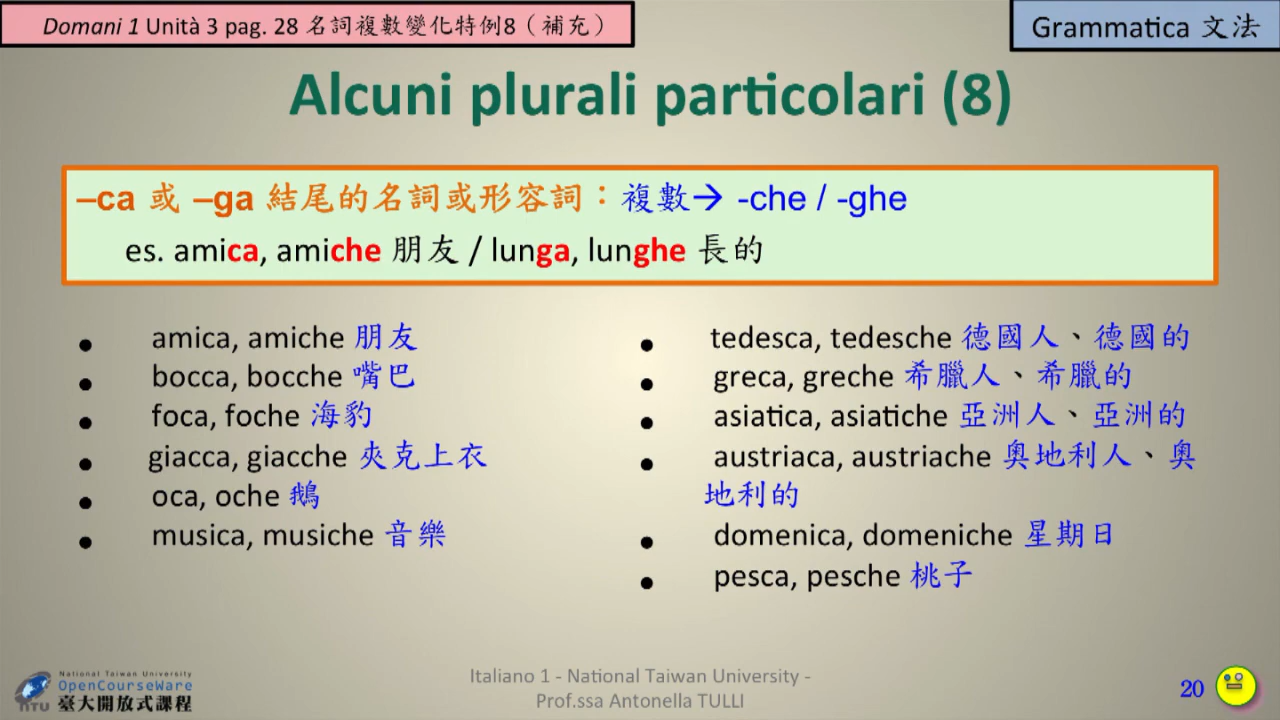 Domani 1 Unità 3 pag. 28 名詞複數變化特例8（補充）
Grammatica 文法
Alcuni plurali particolari (8)
–ca 或 –ga 結尾的名詞或形容詞：複數→ -che / -ghe
es. amica, amiche 朋友 / lunga, lunghe 長的
• amica, amiche 朋友
• bocca, bocche 嘴巴
• foca, foche 海豹
• giacca, giacche 夾克上衣
• oca, oche 鵝
• musica, musiche 音樂
• tedesca, tedesche 德國人、德國的
• greca, greche 希臘人、希臘的
• asiatica, asiatiche 亞洲人、亞洲的
• austriaca, austriache 奧地利人、奧
地利的
• domenica, domeniche 星期日
• pesca, pesche 桃子
National Taiwan University
OpenCourseWare
NTU 臺大開放式課程
Italiano 1 - National Taiwan University -
Prof.ssa Antonella TULLI
20